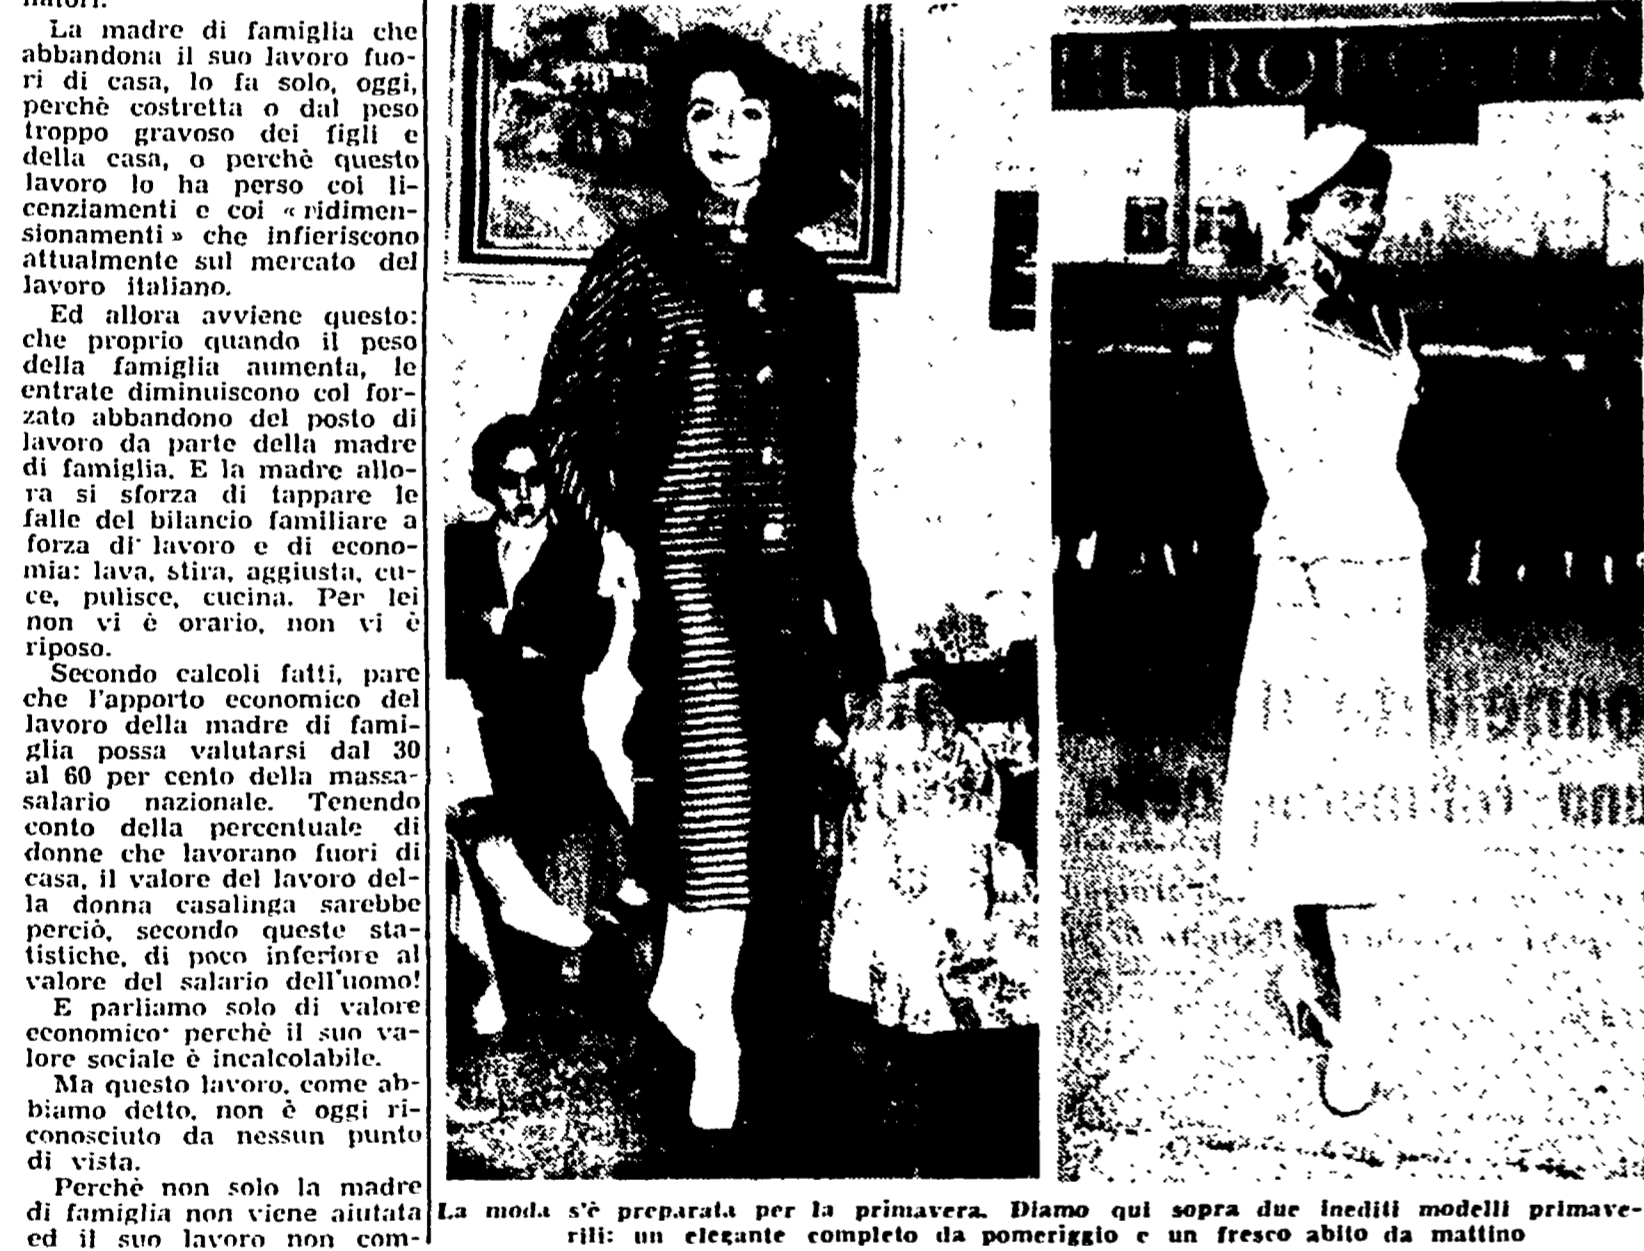 La madre di famiglia che
abbandona il suo lavoro fuo-
ri di casa, lo fa solo, oggi,
perchè costretta o dal peso
troppo gravoso dei figli e
della casa, o perchè questo
lavoro lo ha perso coi li-
cenziamenti e coi « ridimen-
sionamenti » che infieriscono
attualmente sul mercato del
lavoro italiano.
Ed allora avviene questo:
che proprio quando il peso
della famiglia aumenta, le
entrate diminuiscono col for-
zato abbandono del posto di
lavoro da parte della madre
di famiglia. E la madre allo-
ra si sforza di tappare le
falle del bilancio familiare a
forza di lavoro e di econo-
mia: lava, stira, aggiusta, cu-
ce, pulisce, cucina. Per lei
non vi è orario, non vi è
riposo.
Secondo calcoli fatti, pare
che l'apporto economico del
lavoro della madre di fami-
glia possa valutarsi dal 30
al 60 per cento della massa-
salario nazionale. Tenendo
conto della percentuale di
donne che lavorano fuori di
casa, il valore del lavoro del-
la donna casalinga sarebbe
perciò, secondo queste sta-
tistiche, di poco inferiore al
valore del salario dell'uomo!
E parliamo solo di valore
economico perchè il suo va-
lore sociale è incalcolabile.
Ma questo lavoro, come ab-
biamo detto, non è oggi ri-
conosciuto da nessun punto
di vista.
Perchè non solo la madre
di famiglia non viene aiutata
ed il suo lavoro non com-
La moda s'è preparata per la primavera. Diamo qui sopra due inediti modelli primave-
rili: un elegante completo da pomeriggio e un fresco abito da mattino